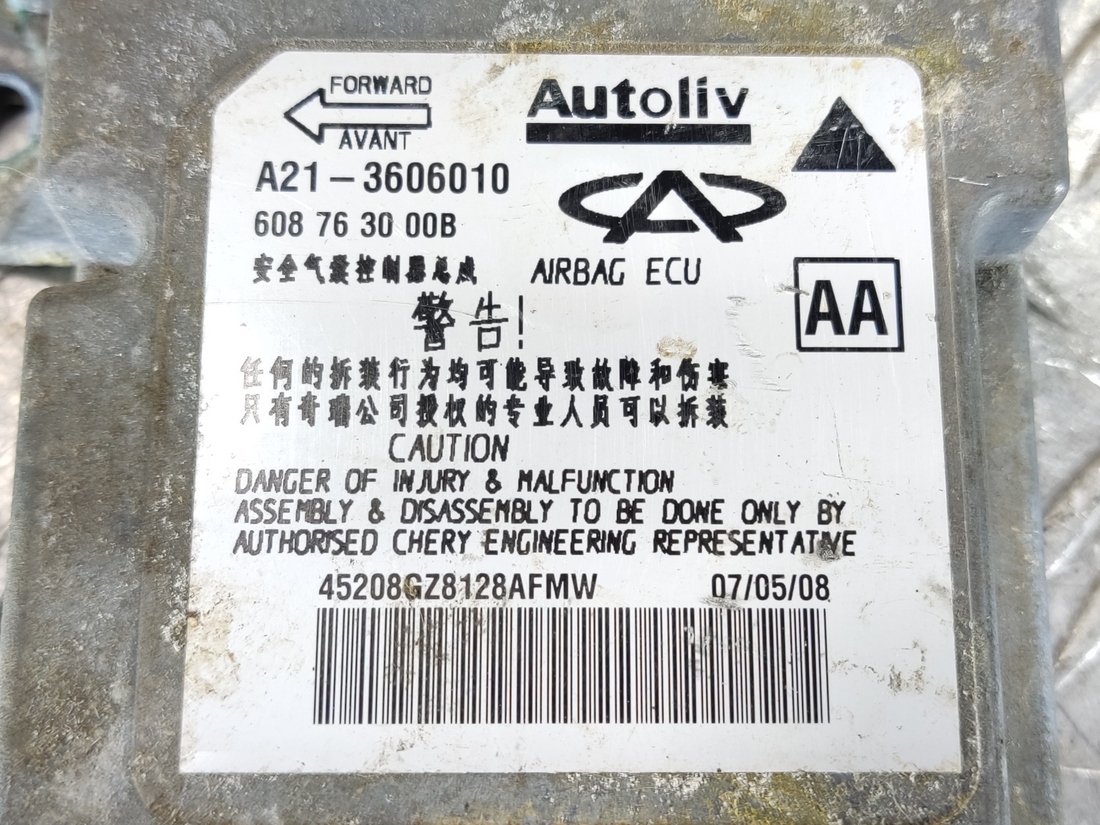 FORWARD
AVANT
Autoliv
A21-3606010
608 76 30 00B
安全气囊控制器总成 AIRBAG ECU
AA
警告!
任何的拆装行为均可能导致故障和伤害
只有奇瑞公司授权的专业人员可以拆装
CAUTION
DANGER OF INJURY & MALFUNCTION
ASSEMBLY & DISASSEMBLY TO BE DONE ONLY BY
AUTHORISED CHERY ENGINEERING REPRESENTATIVE
45208GZ8128AFMW 07/05/08